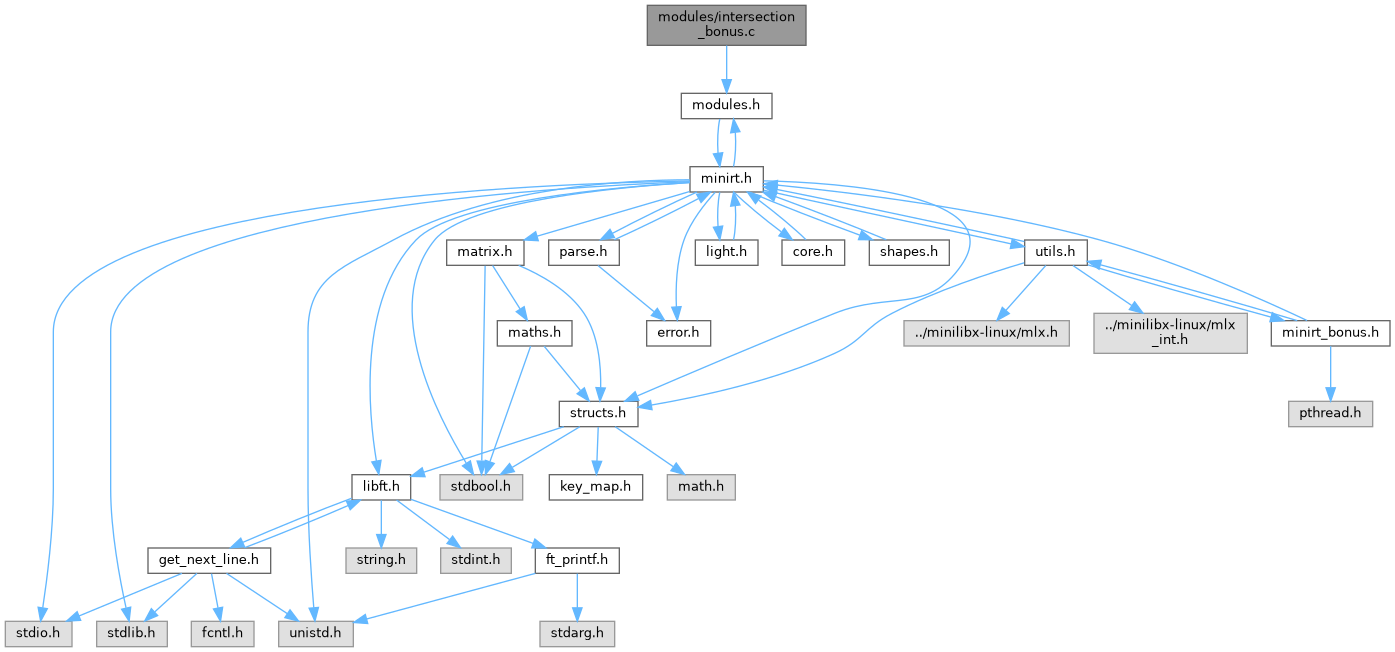 modules/intersection
_bonus.c
modules.h
minirt.h
matrix.h
parse.h
light.h
core.h
shapes.h
utils.h
maths.h
error.h
../minilibx-linux/mlx.h
../minilibx-linux/mlx
_int.h
minirt_bonus.h
structs.h
pthread.h
libft.h
stdbool.h
key_map.h
math.h
get_next_line.h
string.h
stdint.h
ft_printf.h
stdio.h
stdlib.h
fcntl.h
unistd.h
stdarg.h